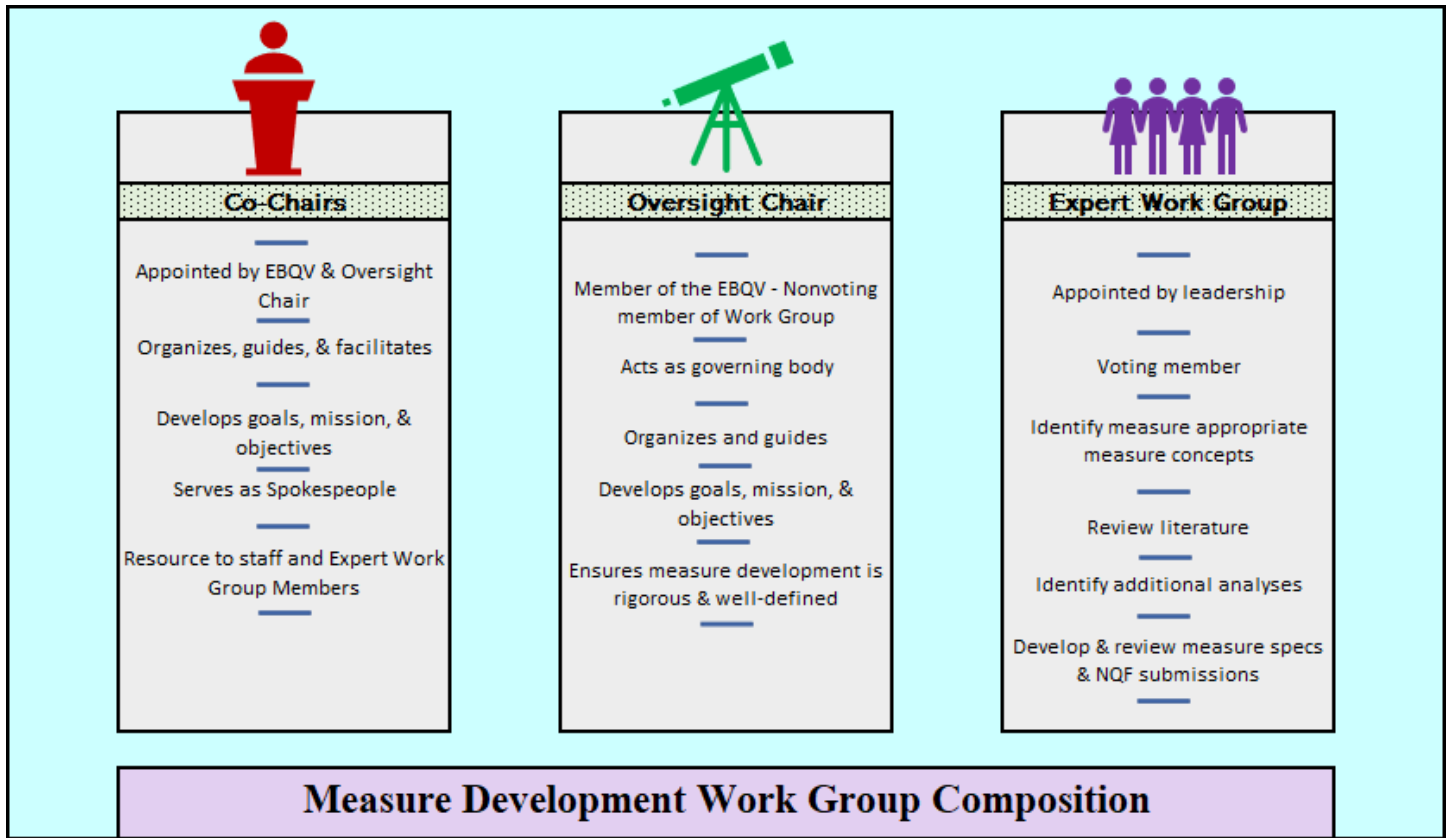 Co-Chairs
Appointed by EBQV & Oversight
Chair
Organizes, guides, & facilitates
Develops goals, mission, &
objectives
Serves as Spokespeople
Resource to staff and Expert Work
Group Members
Oversight Chair
Member of the EBQV - Nonvoting
member of Work Group
Acts as governing body
Organizes and guides
Develops goals, mission, &
objectives
Ensures measure development is
rigorous & well-defined
Expert Work Group
Appointed by leadership
Voting member
Identify measure appropriate
measure concepts
Review literature
Identify additional analyses
Develop & review measure specs
& NQF submissions
Measure Development Work Group Composition